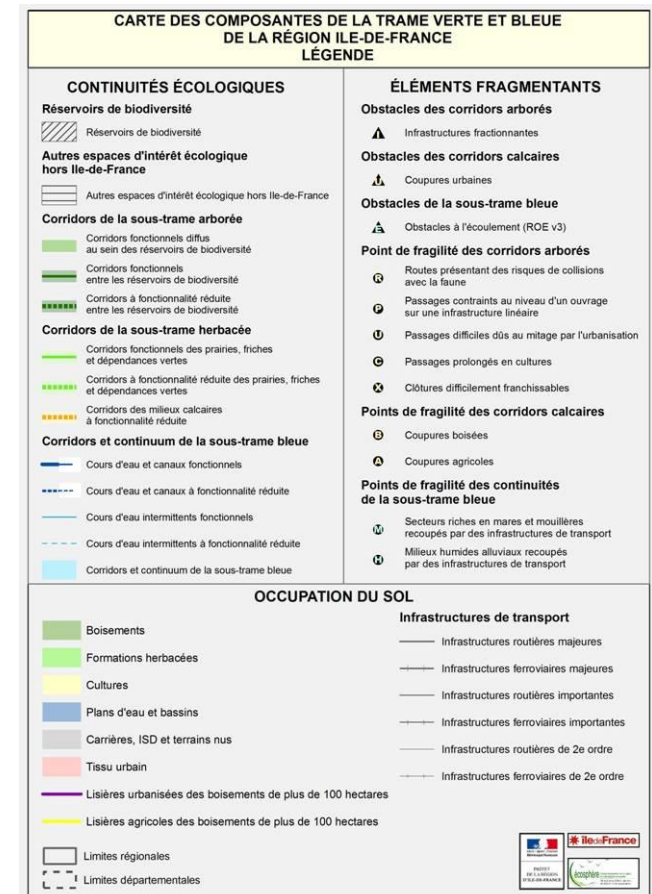 CARTE DES COMPOSANTES DE LA TRAME VERTE ET BLEUE
DE LA RÉGION ILE-DE-FRANCE
LÉGENDE
CONTINUITÉS ÉCOLOGIQUES
Réservoirs de biodiversité
Réservoirs de biodiversité
Autres espaces d'intérêt écologique
hors Ile-de-France
Autres espaces d'intérêt écologique hors Ile-de-France
Corridors de la sous-trame arborée
Corridors fonctionnels diffus
au sein des réservoirs de biodiversité
Corridors fonctionnels
entre les réservoirs de biodiversité
Corridors à fonctionnalité réduite
entre les réservoirs de biodiversité
Corridors de la sous-trame herbacée
Corridors fonctionnels des prairies, friches
et dépendances vertes
Corridors à fonctionnalité réduite des prairies, friches
et dépendances vertes
Corridors des milieux calcaires
à fonctionnalité réduite
Corridors et continuum de la sous-trame bleue
Cours d'eau et canaux fonctionnels
Cours d'eau et canaux à fonctionnalité réduite
Cours d'eau intermittents fonctionnels
Cours d'eau intermittents à fonctionnalité réduite
Corridors et continuum de la sous-trame bleue
ÉLÉMENTS FRAGMENTANTS
Obstacles des corridors arborés
Infrastructures fractionnantes
Obstacles des corridors calcaires
Coupures urbaines
Obstacles de la sous-trame bleue
E Obstacles à l'écoulement (ROE v3)
Point de fragilité des corridors arborés
R Routes présentant des risques de collisions
avec la faune
P Passages contraints au niveau d'un ouvrage
sur une infrastructure linéaire
U Passages difficiles dûs au mitage par l'urbanisation
C Passages prolongés en cultures
X Clôtures difficilement franchissables
Points de fragilité des corridors calcaires
B Coupures boisées
A Coupures agricoles
Points de fragilité des continuités
de la sous-trame bleue
M Secteurs riches en mares et mouillères
recoupés par des infrastructures de transport
H Milieux humides alluviaux recoupés
par des infrastructures de transport
OCCUPATION DU SOL
Boisements
Formations herbacées
Cultures
Plans d'eau et bassins
Carrières, ISD et terrains nus
Tissu urbain
Lisières urbanisées des boisements de plus de 100 hectares
Lisières agricoles des boisements de plus de 100 hectares
Limites régionales
Limites départementales
Infrastructures de transport
Infrastructures routières majeures
Infrastructures ferroviaires majeures
Infrastructures routières importantes
Infrastructures ferroviaires importantes
Infrastructures routières de 2e ordre
Infrastructures ferroviaires de 2e ordre
PRÉFET
DE LA RÉGION
D'ILE-DE-FRANCE
île de France
écosphère